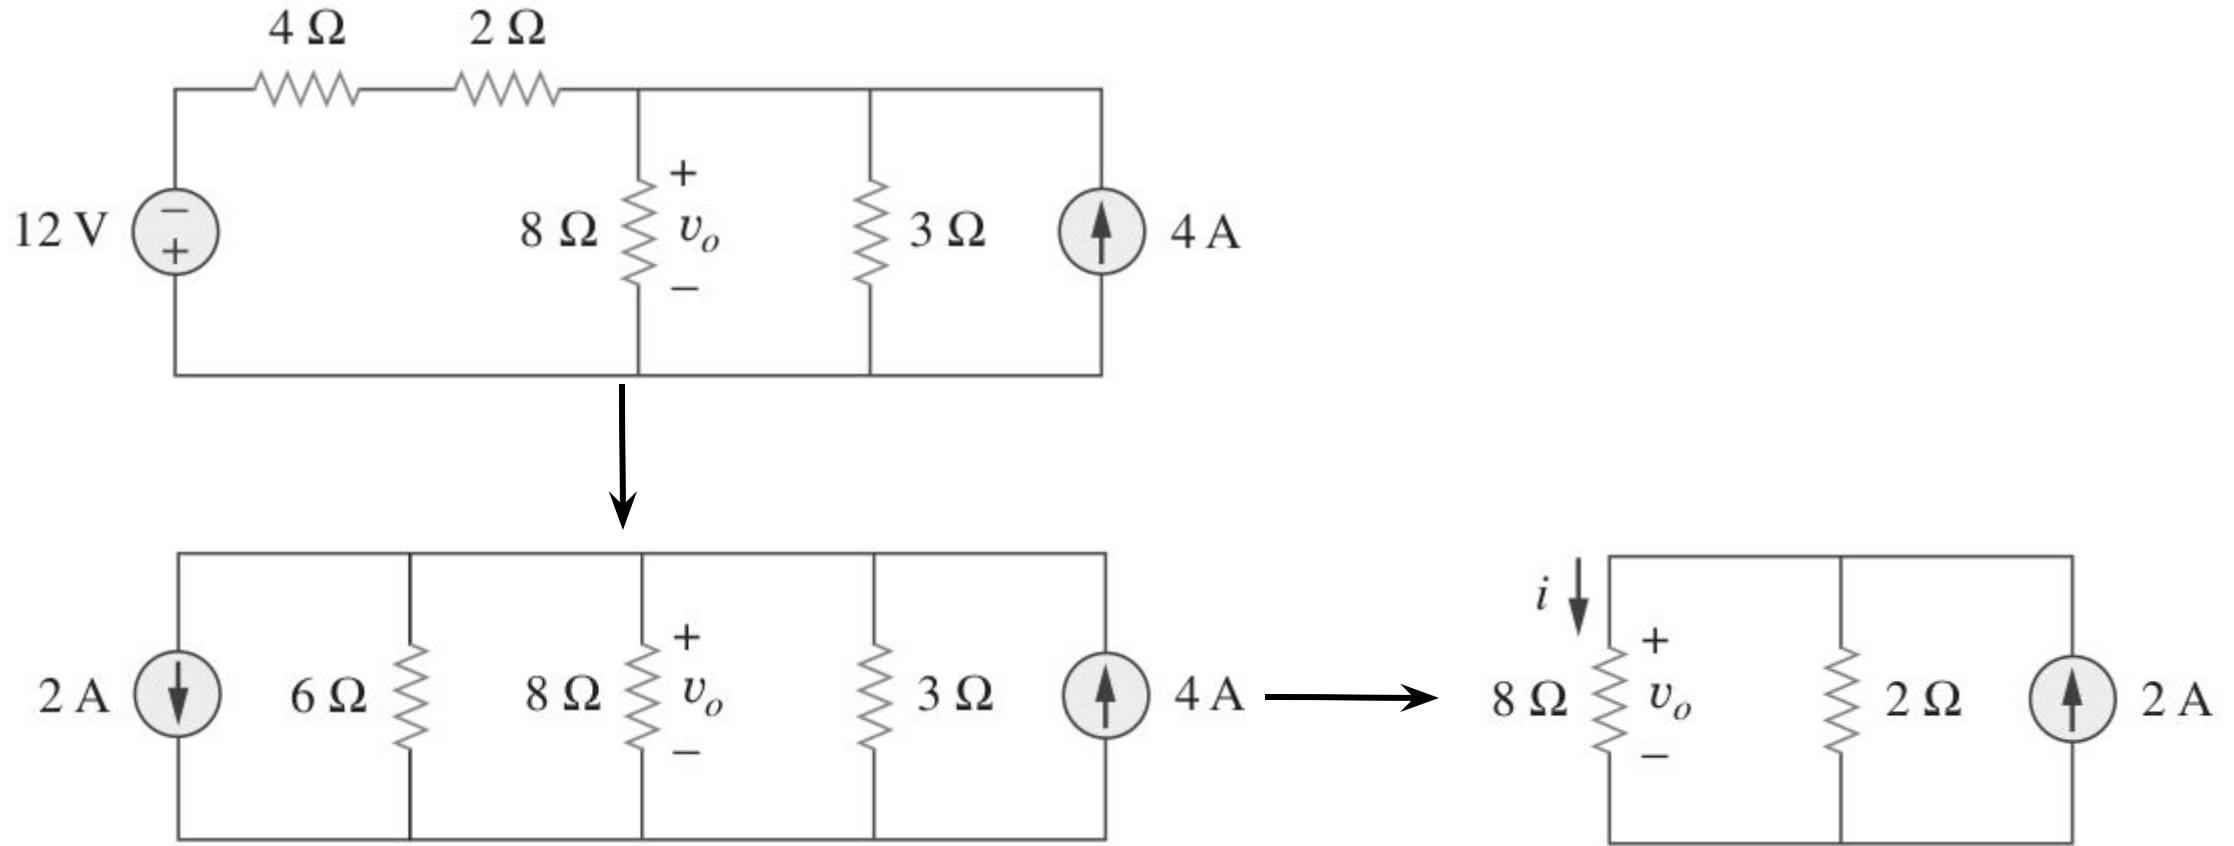 4 Ω 2 Ω
12 V − + 8 Ω + v_o − 3 Ω 4 A
2 A 6 Ω 8 Ω + v_o − 3 Ω 4 A
i 8 Ω + v_o − 2 Ω 2 A